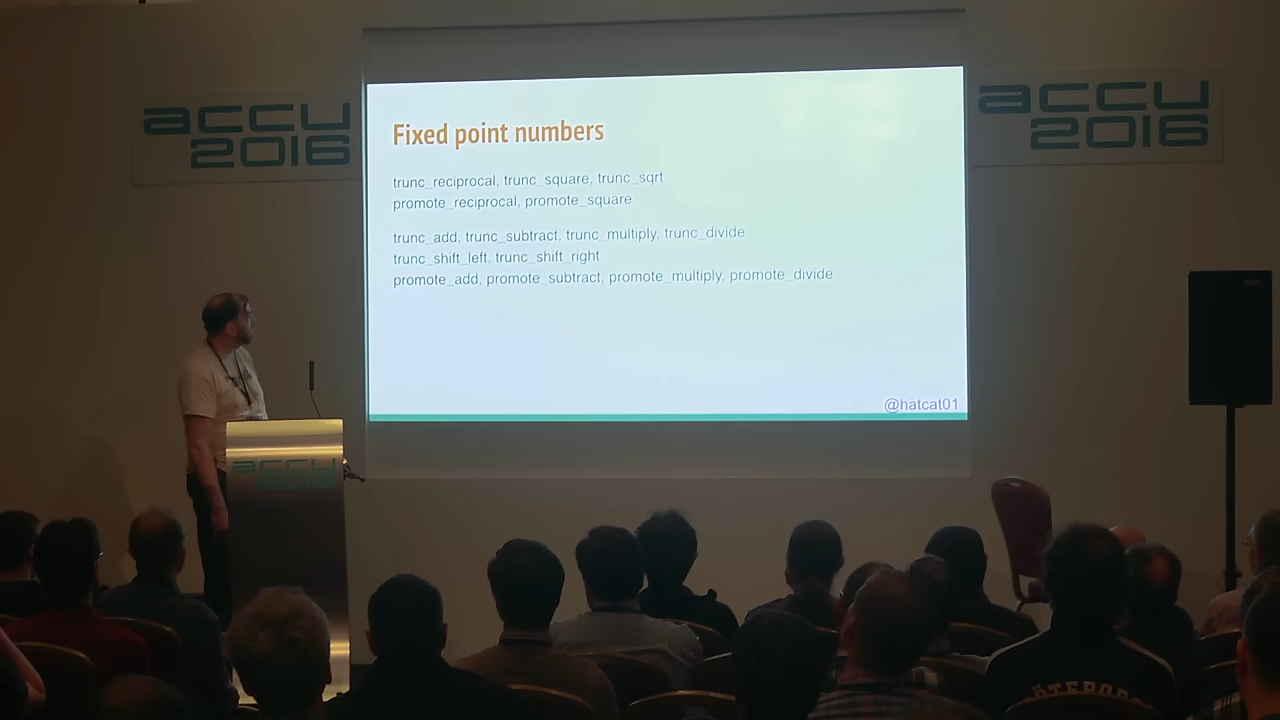 accu
2016
accu
2016
Fixed point numbers
trunc_reciprocal, trunc_square, trunc_sqrt
promote_reciprocal, promote_square
trunc_add, trunc_subtract, trunc_multiply, trunc_divide
trunc_shift_left, trunc_shift_right
promote_add, promote_subtract, promote_multiply, promote_divide
@hatcat01
accu
2016